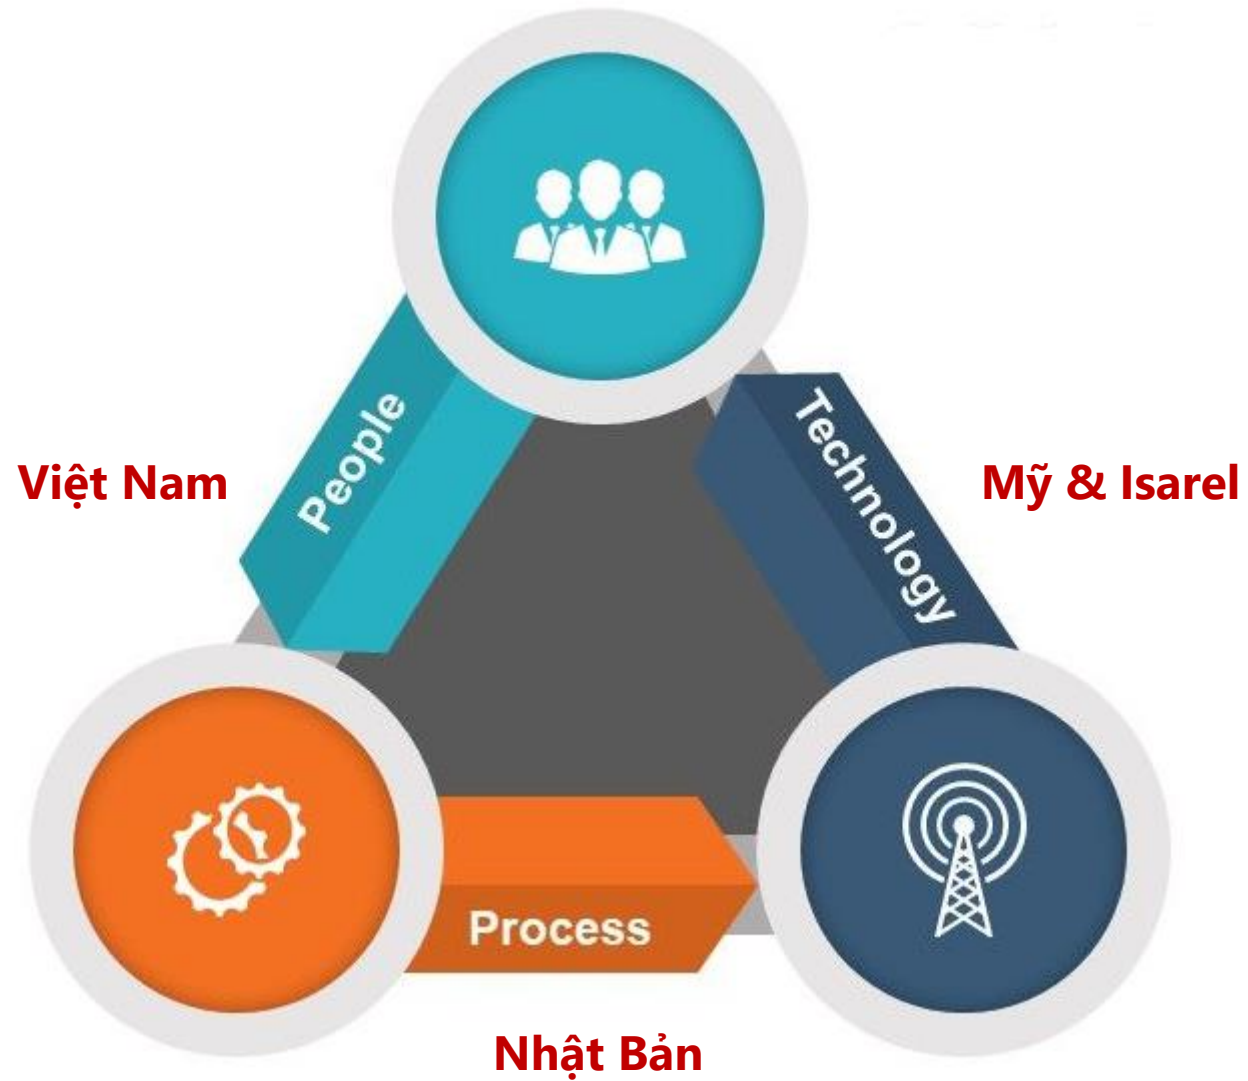 People
Technology
Việt Nam
Mỹ & Isarel
Process
Nhật Bản